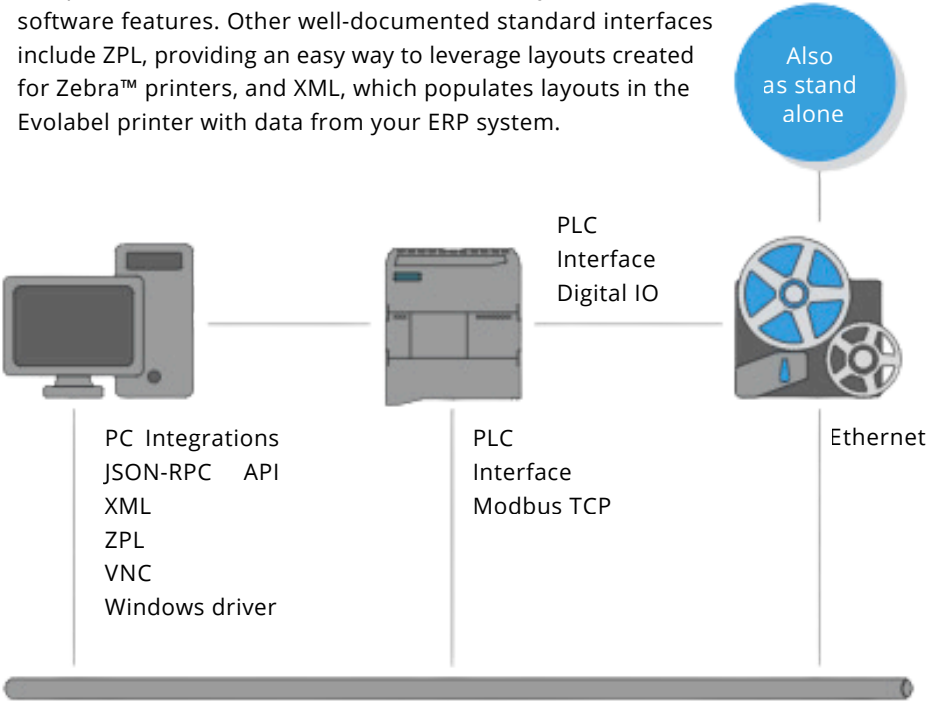 software features. Other well-documented standard interfaces
include ZPL, providing an easy way to leverage layouts created
for Zebra™ printers, and XML, which populates layouts in the
Evolabel printer with data from your ERP system.
Also
as stand
alone
PLC
Interface
Digital IO
PC Integrations
JSON-RPC API
XML
ZPL
VNC
Windows driver
PLC
Interface
Modbus TCP
Ethernet